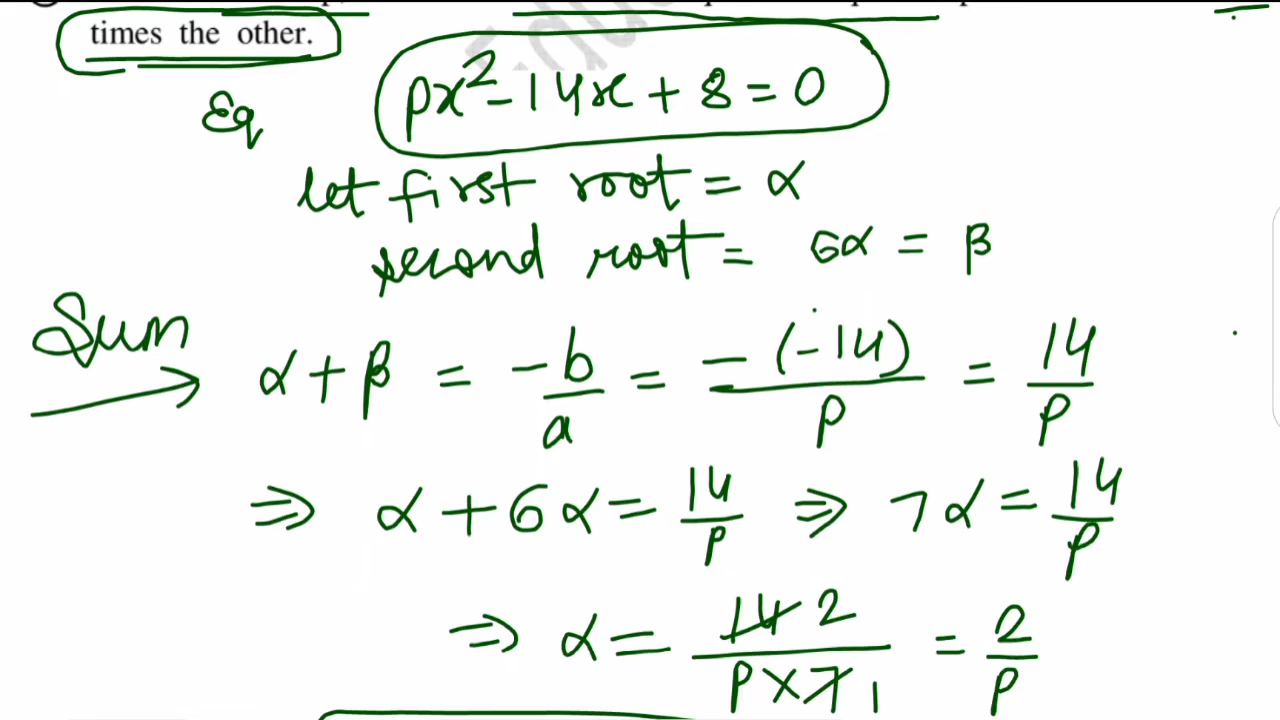 times the other.
Eq px²-14x+8=0
let first root = α
second root = 6α = β
Sum α+β = -b/a = -(-14)/p = 14/p
⇒ α+6α = 14/p ⇒ 7α = 14/p
⇒ α = 14 2/p×7 1 = 2/p